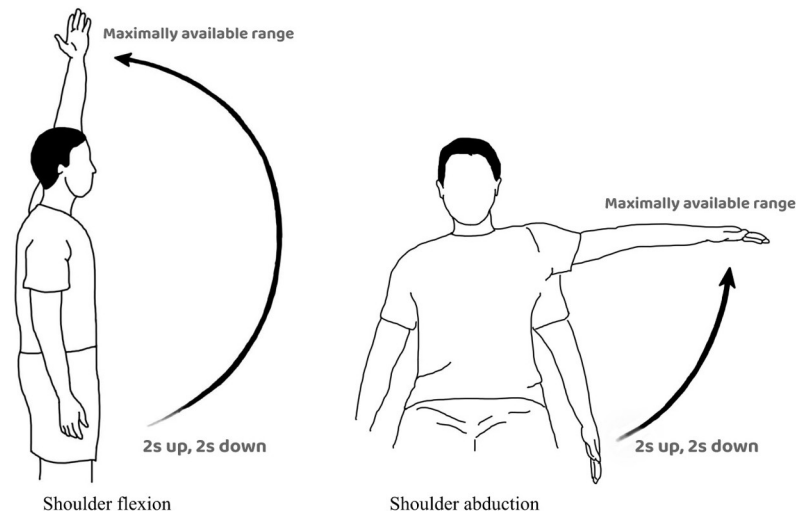 Maximally available range
2s up, 2s down
Shoulder flexion
Maximally available range
2s up, 2s down
Shoulder abduction